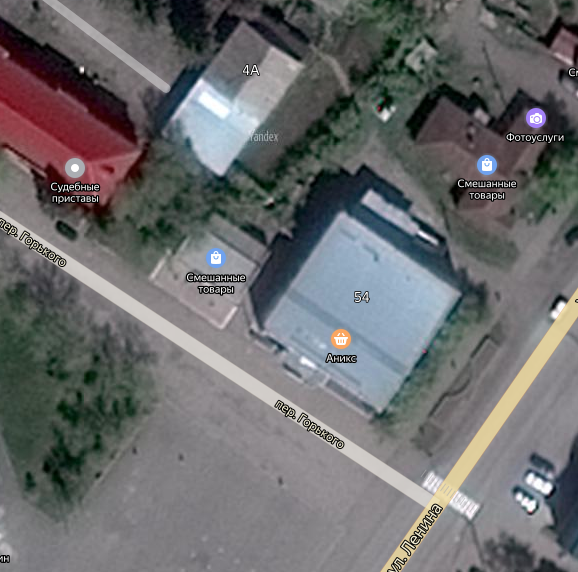 4А
Yandex
Фотоуслуги
Судебные
приставы
Смешанные
товары
пер. Горького
Смешанные
товары
54
Аникс
пер. Горького
ул. Ленина